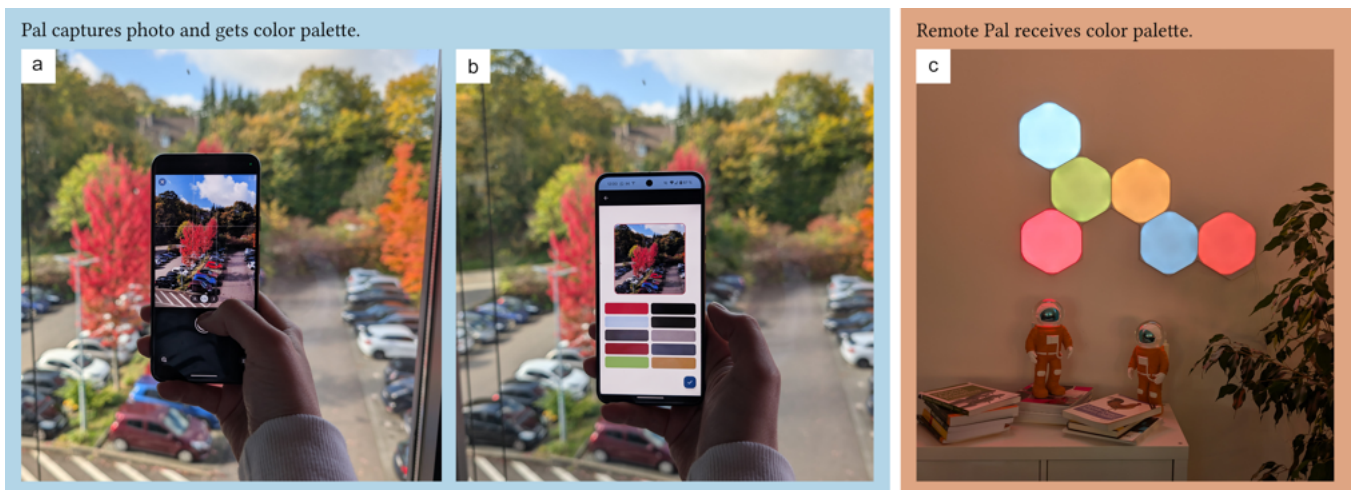 Pal captures photo and gets color palette.
a
b
Remote Pal receives color palette.
c